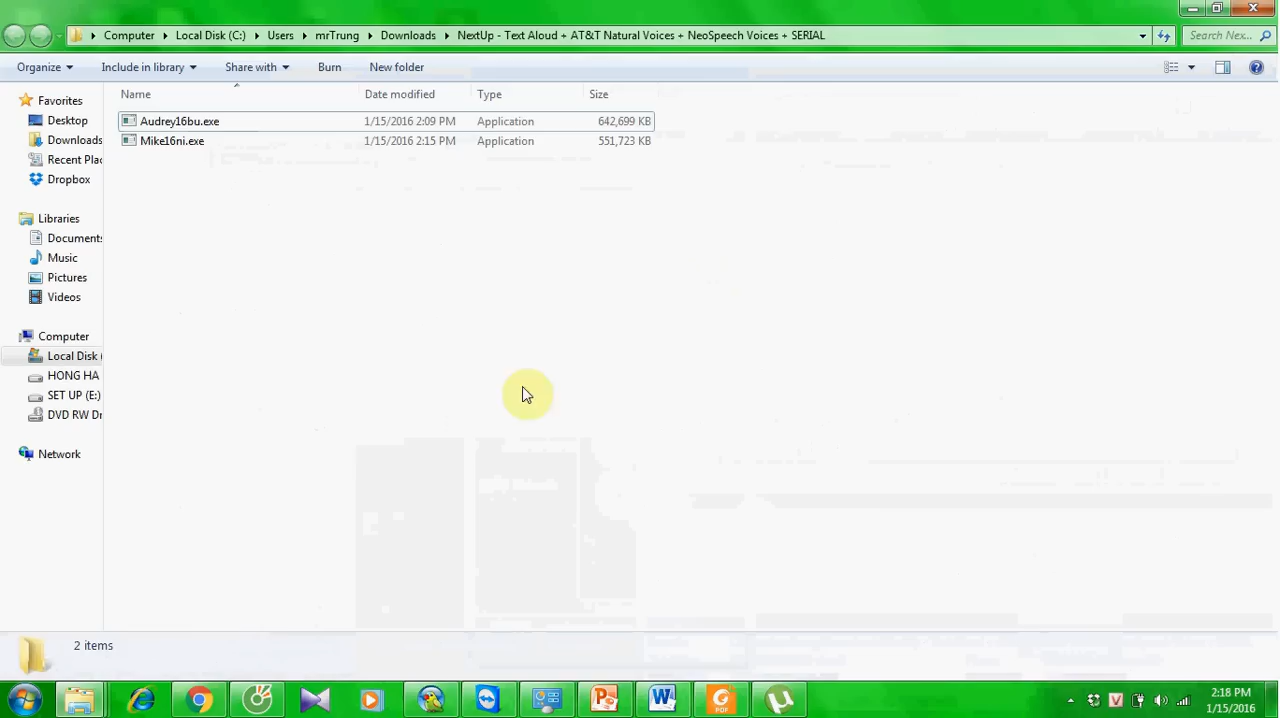 Computer Local Disk (C:) Users mrTrung Downloads NextUp - Text Aloud + AT&T Natural Voices + NeoSpeech Voices + SERIAL
Search Nex...
Organize Include in library Share with Burn New folder
Name Date modified Type Size
Favorites
Desktop
Downloads
Recent Plac
Dropbox
Libraries
Documents
Music
Pictures
Videos
Computer
Local Disk (
HONG HA
SET UP (E:)
DVD RW Dr
Network
Audrey16bu.exe 1/15/2016 2:09 PM Application 642,699 KB
Mike16ni.exe 1/15/2016 2:15 PM Application 551,723 KB
2 items
PDF
V
2:18 PM
1/15/2016